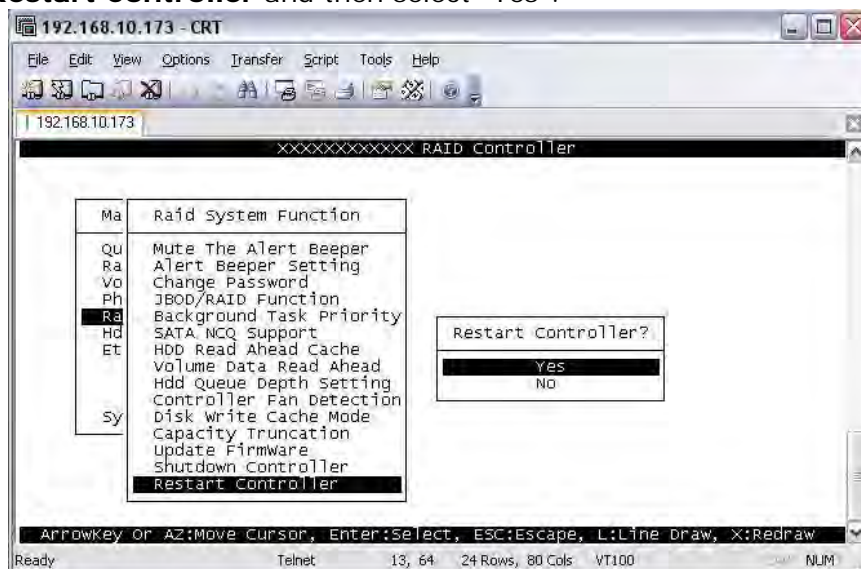 Restart Controller and then select "Yes".
192.168.10.173 - CRT
File Edit View Options Transfer Script Tools Help
192.168.10.173
XXXXXXXXXXXX RAID Controller
Ma
Raid System Function
Qu
Mute The Alert Beeper
Ra
Alert Beeper Setting
Vo
Change Password
Ph
JBOD/RAID Function
Ra
Background Task Priority
Hd
SATA NCQ Support
Et
HDD Read Ahead Cache
Volume Data Read Ahead
Hdd Queue Depth Setting
Controller Fan Detection
Sy
Disk Write Cache Mode
Capacity Truncation
Update FirmWare
Shutdown Controller
Restart Controller
Restart Controller?
Yes
No
ArrowKey Or AZ:Move Cursor, Enter:Select, ESC:Escape, L:Line Draw, X:Redraw
Ready Telnet 13, 64 24 Rows, 80 Cols VT100 NUM